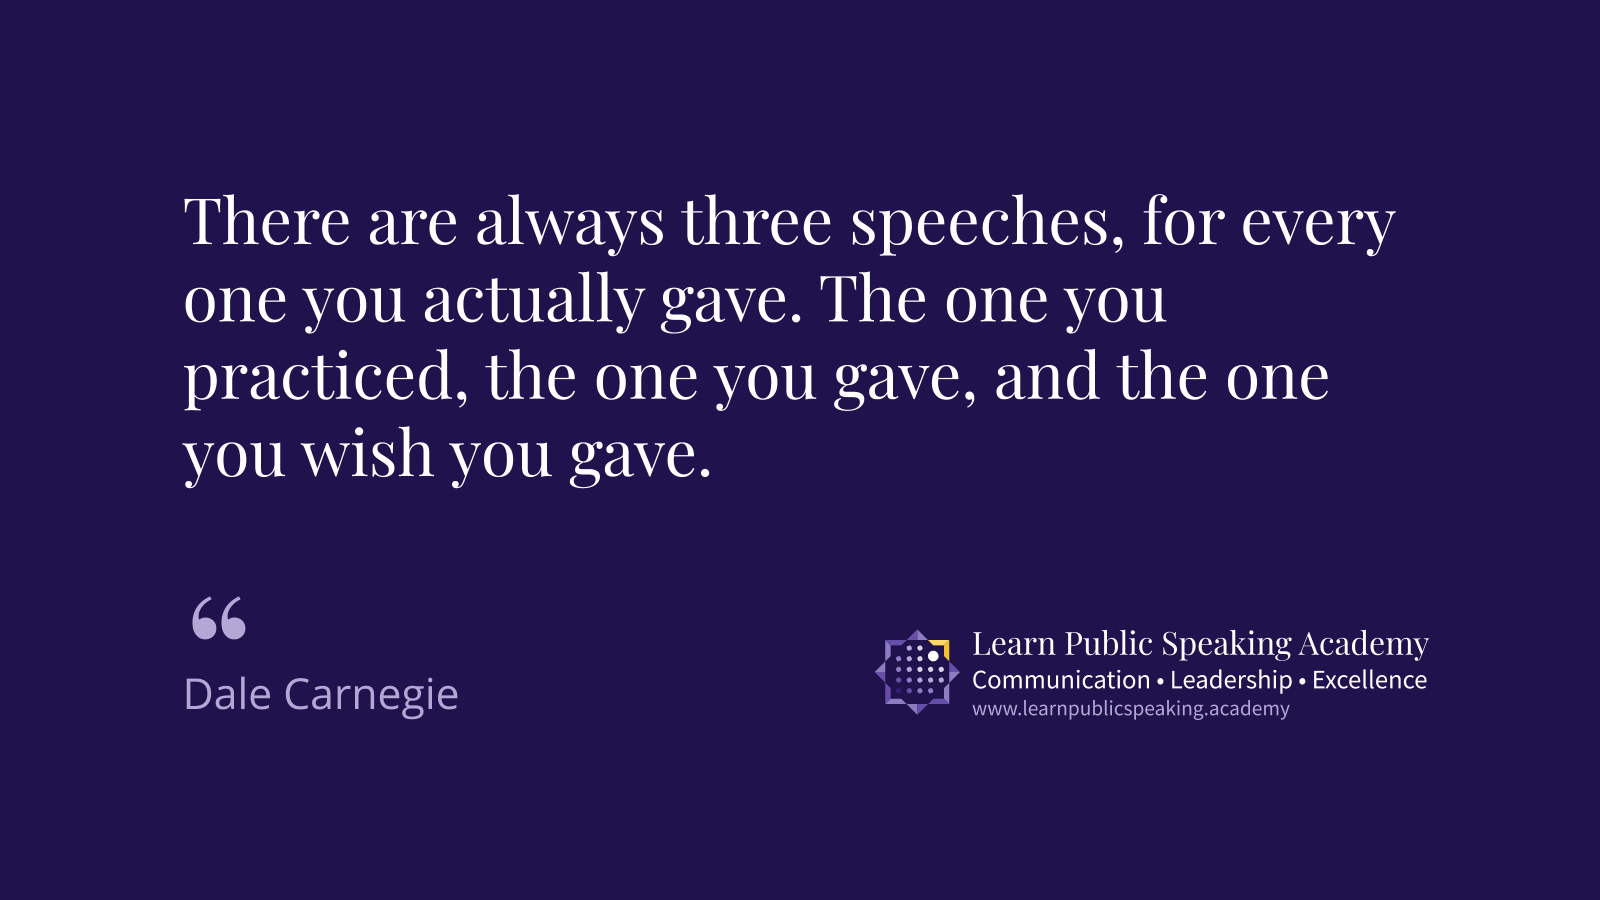 There are always three speeches, for every
one you actually gave. The one you
practiced, the one you gave, and the one
you wish you gave.
“
Dale Carnegie
Learn Public Speaking Academy
Communication • Leadership • Excellence
www.learnpublicspeaking.academy